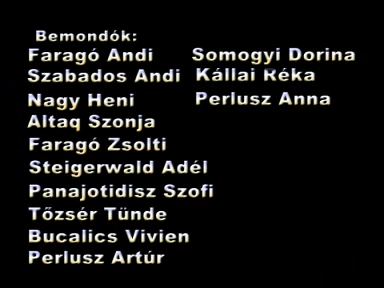 Bemondók:
Faragó Andi Somogyi Dorina
Szabados Andi Kállai Réka
Nagy Heni Perlusz Anna
Altaq Szonja
Faragó Zsolti
Steigerwald Adél
Panajotidisz Szofi
Tőzsér Tünde
Bucalics Vivien
Perlusz Artúr